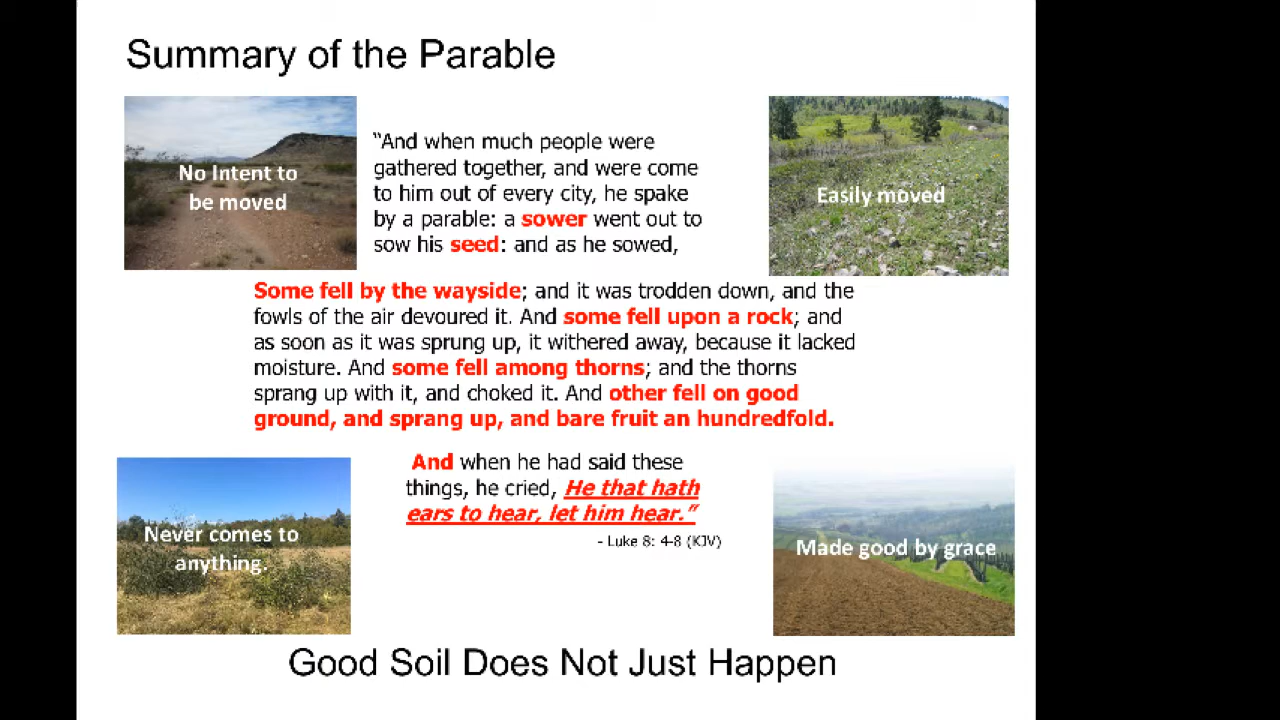 Summary of the Parable
No Intent to
be moved
“And when much people were
gathered together, and were come
to him out of every city, he spake
by a parable: a sower went out to
sow his seed: and as he sowed,
Easily moved
Some fell by the wayside; and it was trodden down, and the
fowls of the air devoured it. And some fell upon a rock; and
as soon as it was sprung up, it withered away, because it lacked
moisture. And some fell among thorns; and the thorns
sprang up with it, and choked it. And other fell on good
ground, and sprang up, and bare fruit an hundredfold.
And when he had said these
things, he cried, He that hath
ears to hear, let him hear.”
- Luke 8: 4-8 (KJV)
Never comes to
anything.
Made good by grace
Good Soil Does Not Just Happen